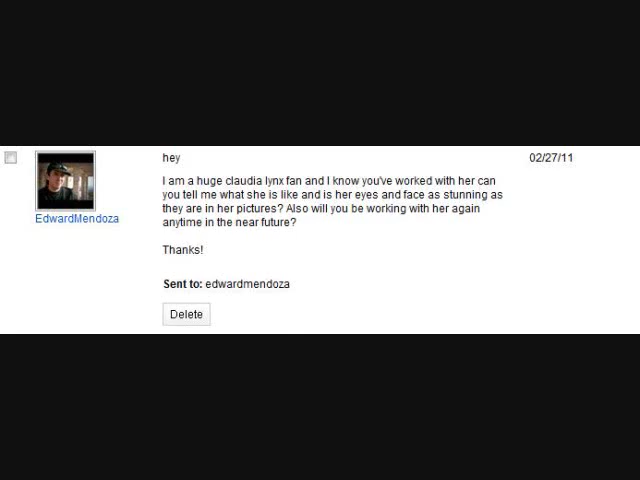 hey
02/27/11
I am a huge claudia lynx fan and I know you've worked with her can
you tell me what she is like and is her eyes and face as stunning as
they are in her pictures? Also will you be working with her again
anytime in the near future?
Thanks!
EdwardMendoza
Sent to: edwardmendoza
Delete